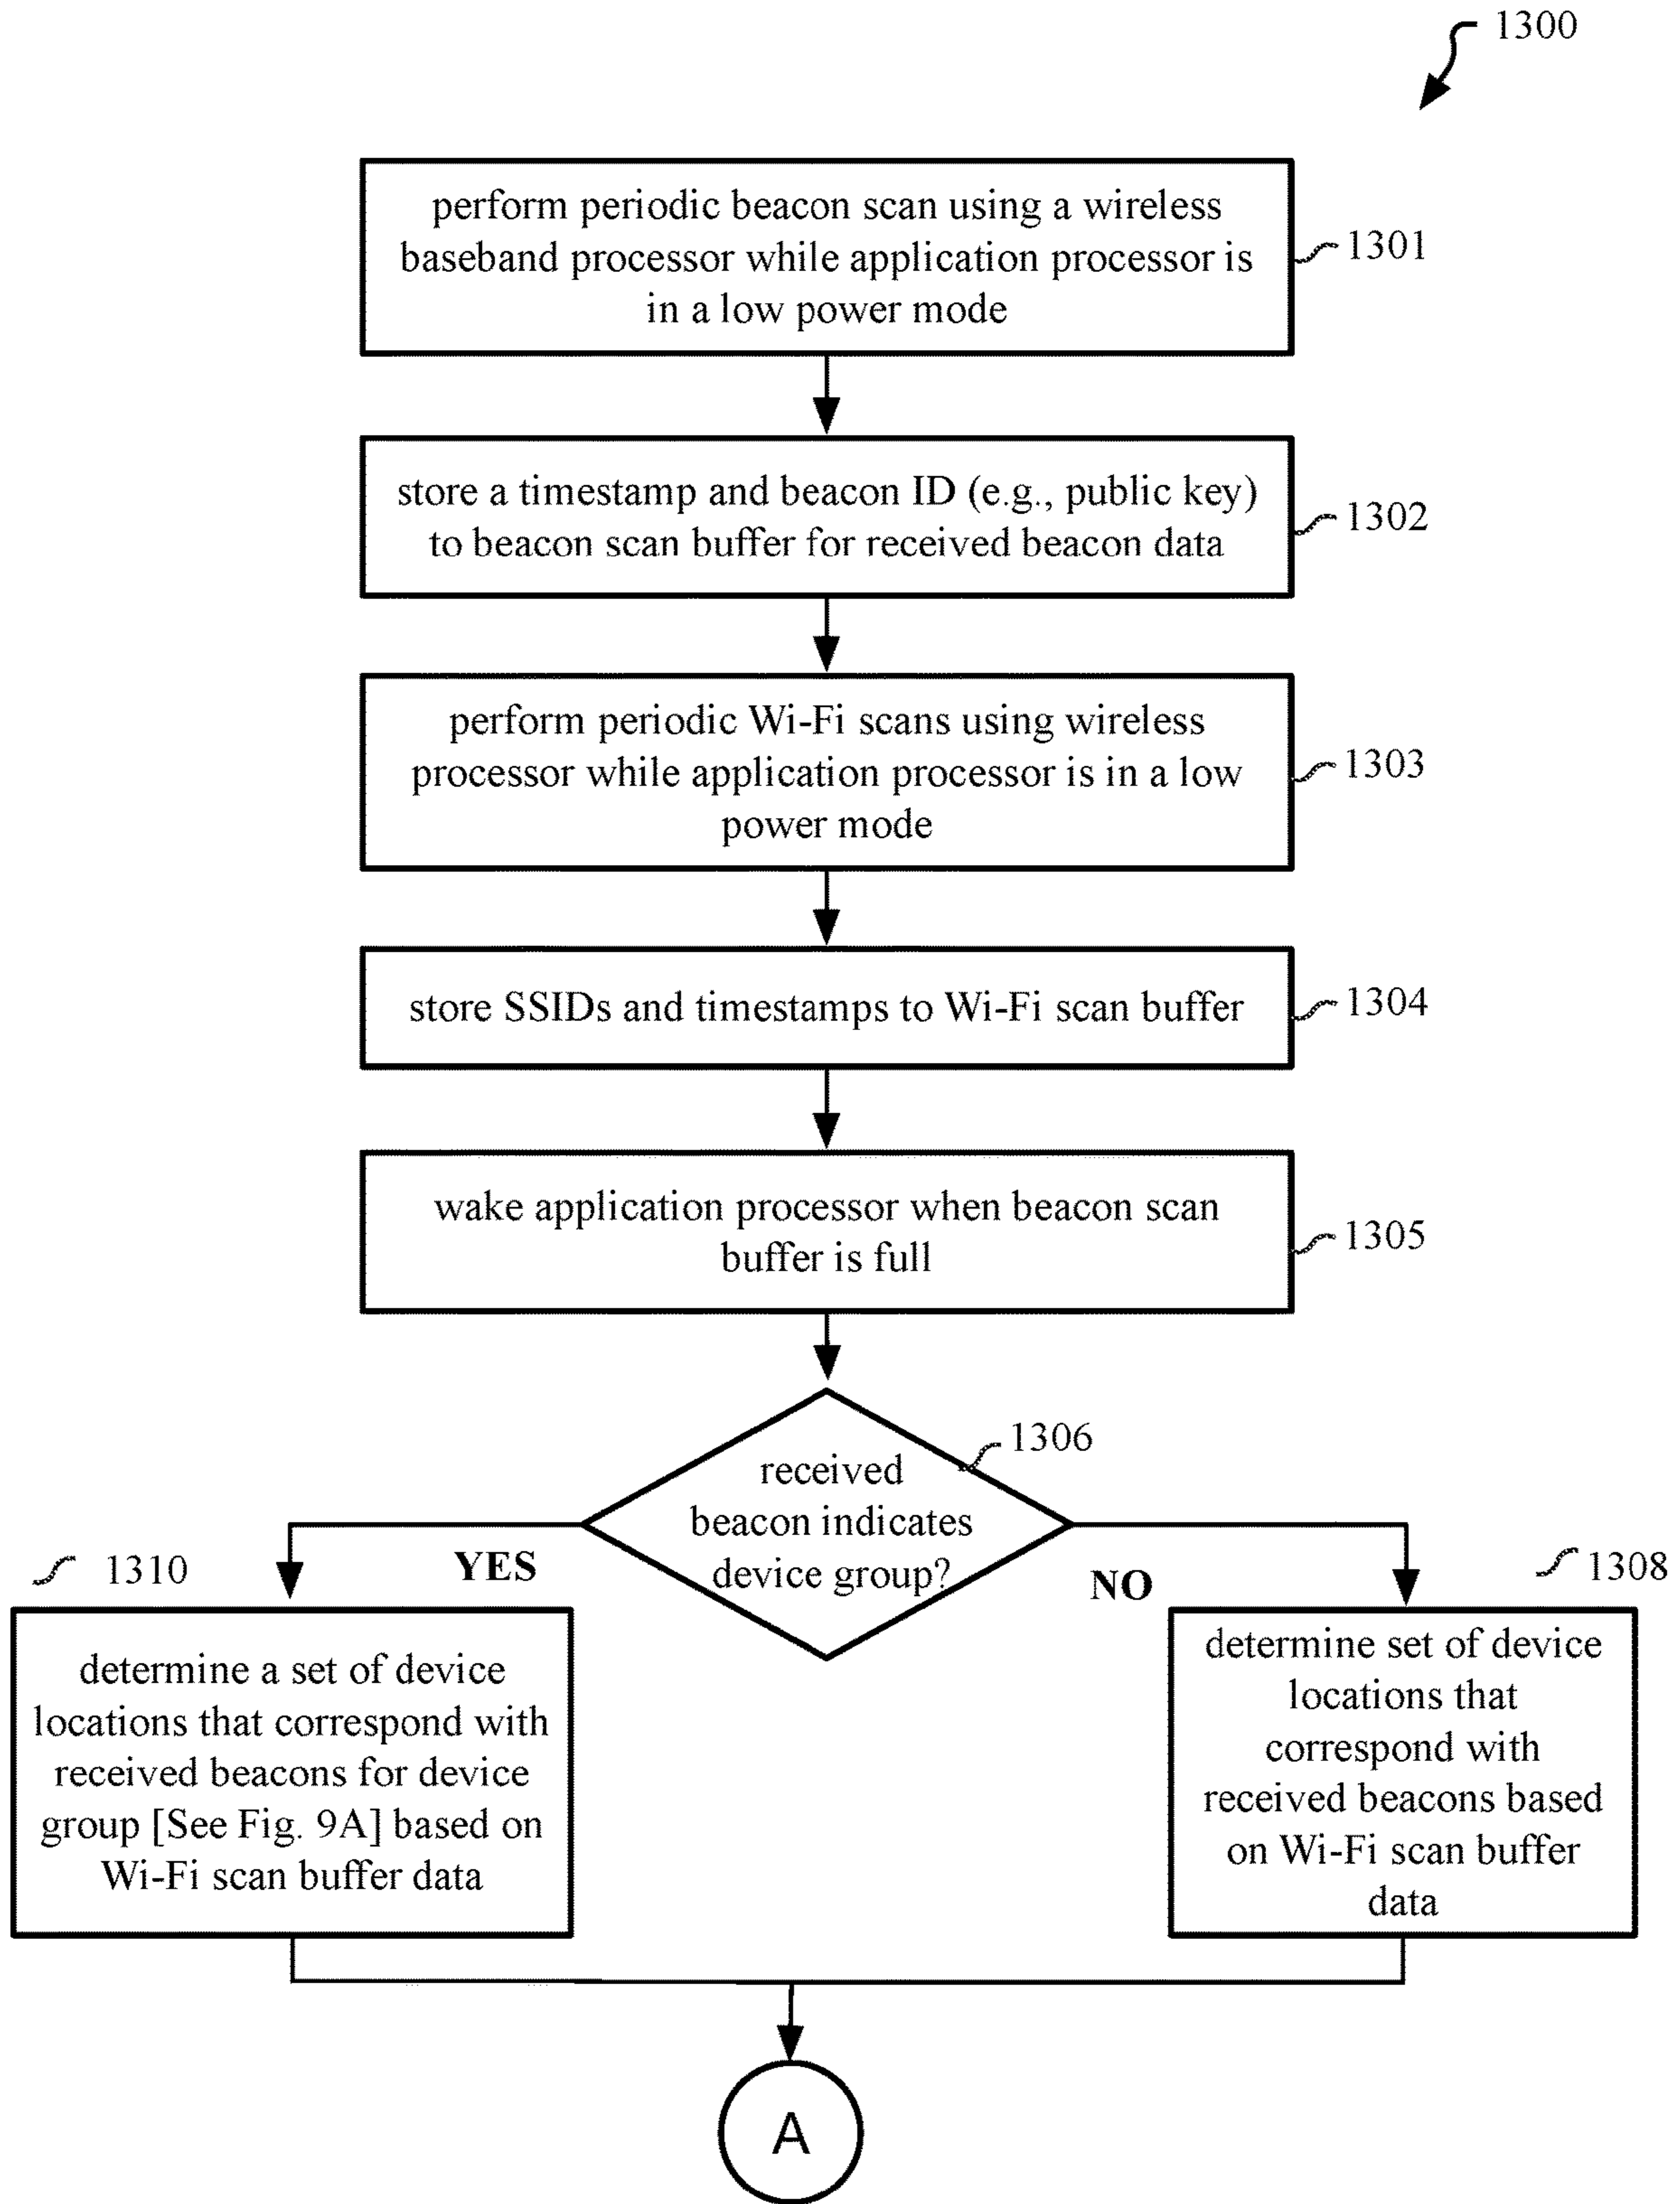 1300
perform periodic beacon scan using a wireless
baseband processor while application processor is
in a low power mode
1301
store a timestamp and beacon ID (e.g., public key)
to beacon scan buffer for received beacon data
1302
perform periodic Wi-Fi scans using wireless
processor while application processor is in a low
power mode
1303
store SSIDs and timestamps to Wi-Fi scan buffer
1304
wake application processor when beacon scan
buffer is full
1305
1306
received
beacon indicates
device group?
YES
NO
1310
determine a set of device
locations that correspond with
received beacons for device
group [See Fig. 9A] based on
Wi-Fi scan buffer data
1308
determine set of device
locations that
correspond with
received beacons based
on Wi-Fi scan buffer
data
A